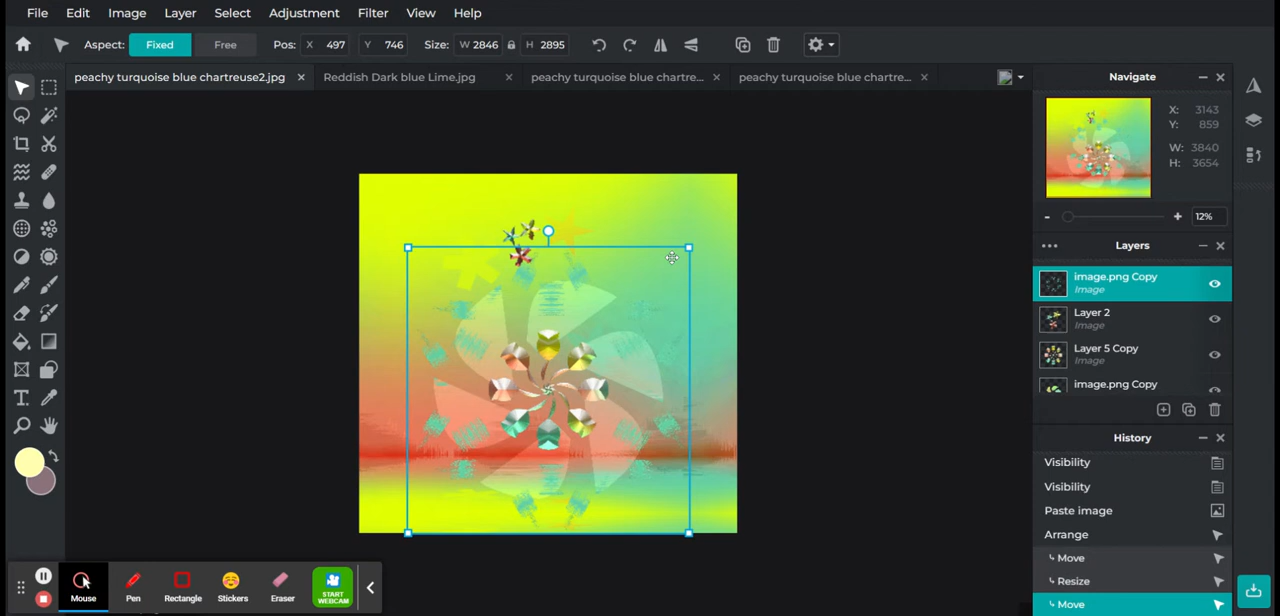 File Edit Image Layer Select Adjustment Filter View Help
Aspect: Fixed Free Pos: X 497 Y 746 Size: W 2846 H 2895
peachy turquoise blue chartreuse2.jpg Reddish Dark blue Lime.jpg peachy turquoise blue chartre... peachy turquoise blue chartre...
Navigate
X: 3143
Y: 859
W: 3840
H: 3654
12%
Layers
image.png Copy
Image
Layer 2
Image
Layer 5 Copy
Image
image.png Copy
History
Visibility
Visibility
Paste image
Arrange
Move
Resize
Move
Mouse Pen Rectangle Stickers Eraser START WEBCAM